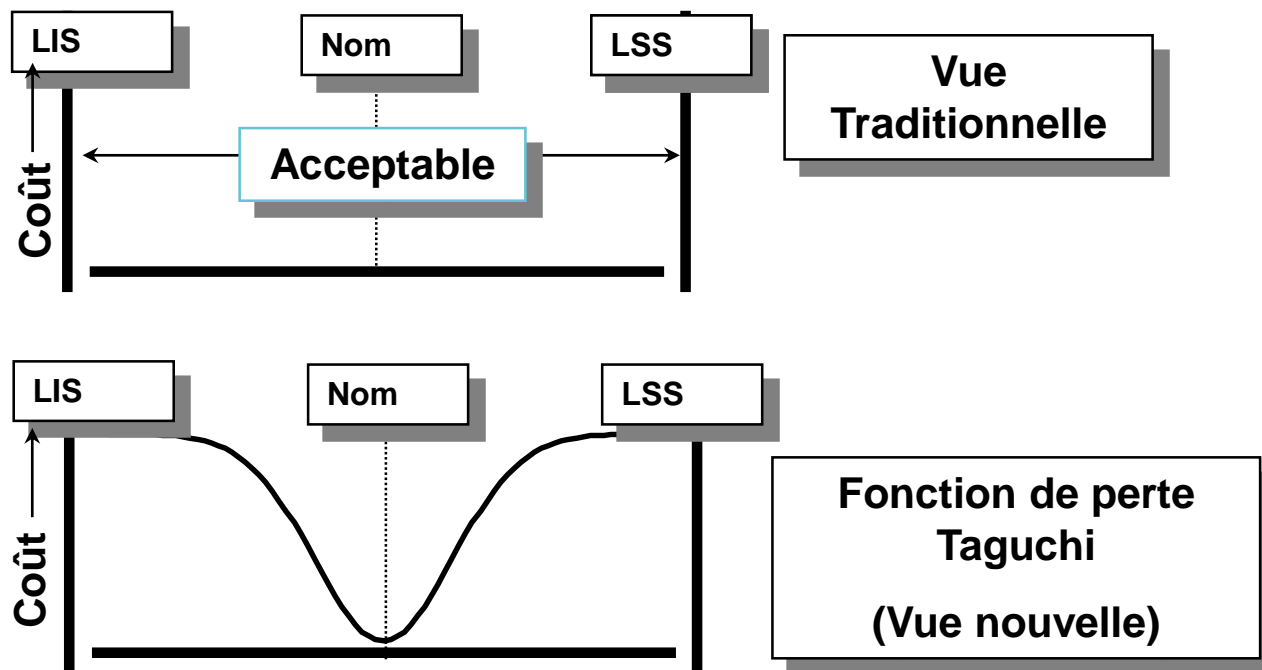 LIS
Nom
LSS
Vue
Traditionnelle
Acceptable
Coût
LIS
Nom
LSS
Fonction de perte
Taguchi
(Vue nouvelle)
Coût